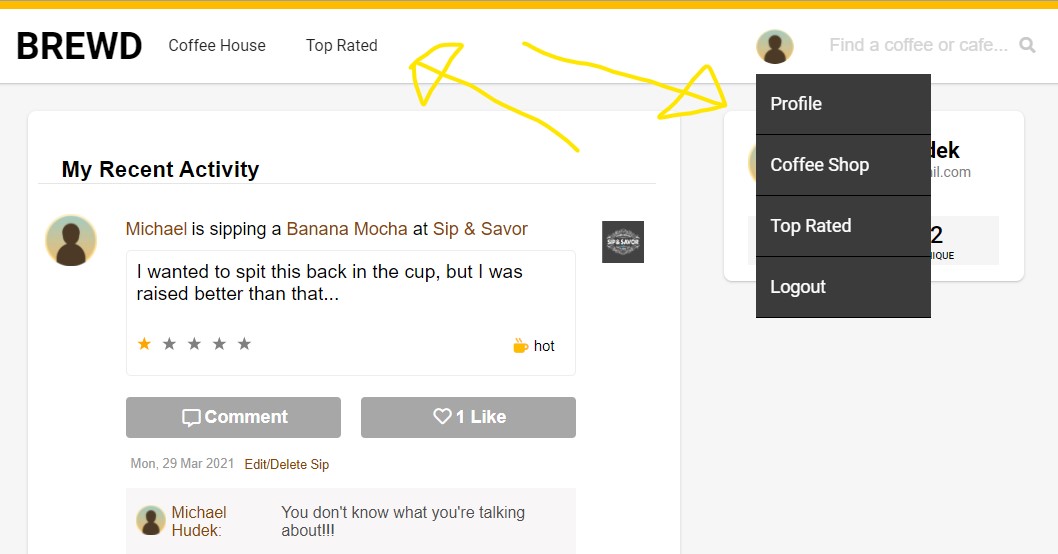 BREWD Coffee House Top Rated Find a coffee or cafe...
Profile
Coffee Shop
Top Rated
Logout
My Recent Activity
Michael is sipping a Banana Mocha at Sip & Savor
SIP & SAVOR
I wanted to spit this back in the cup, but I was
raised better than that...
hot
Comment 1 Like
Mon, 29 Mar 2021 Edit/Delete Sip
Michael
Hudek:
You don't know what you're talking
about!!!
dek
il.com
2
IQUE